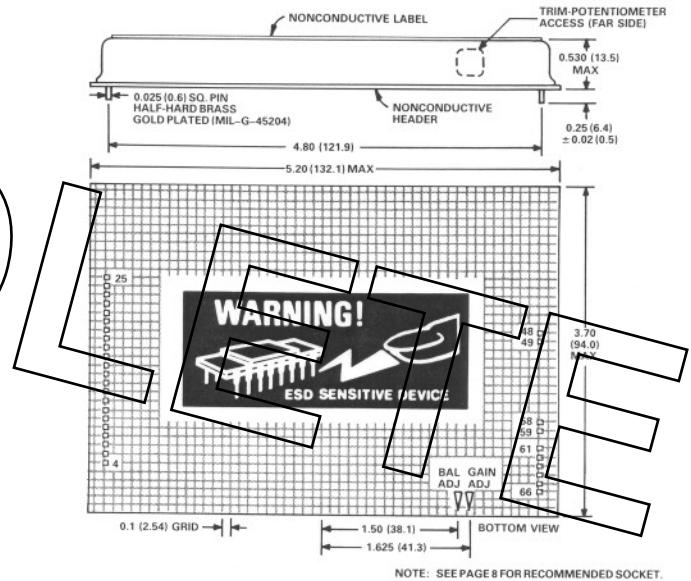 NONCONDUCTIVE LABEL
TRIM-POTENTIOMETER
ACCESS (FAR SIDE)
0.530 (13.5)
MAX
0.025 (0.6) SQ. PIN
HALF-HARD BRASS
GOLD PLATED (MIL-G-45204)
NONCONDUCTIVE
HEADER
0.25 (6.4)
±0.02 (0.5)
4.80 (121.9)
5.20 (132.1) MAX
25
WARNING!
ESD SENSITIVE DEVICE
48
49
3.70
(94.0)
MAX
58
59
61
4
BAL
ADJ
GAIN
ADJ
66
0.1 (2.54) GRID
1.50 (38.1)
BOTTOM VIEW
1.625 (41.3)
NOTE: SEE PAGE 8 FOR RECOMMENDED SOCKET.
LETE